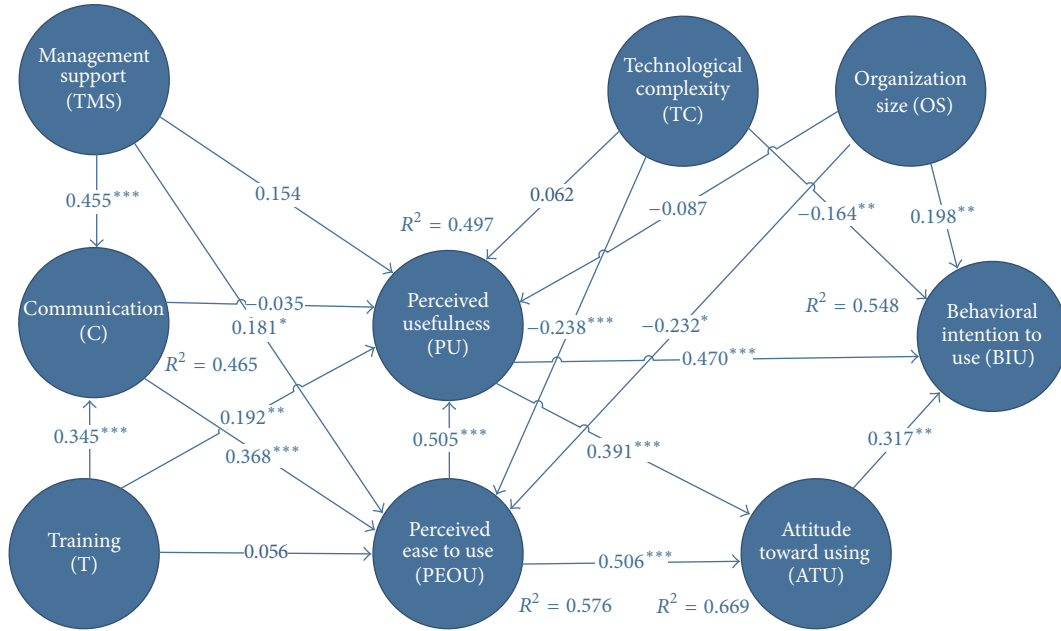 Management
support
(TMS)
Technological
complexity
(TC)
Organization
size (OS)
0.455***
0.154
0.062
−0.087
−0.164**
0.198**
R² = 0.497
Communication
(C)
−0.035
0.181*
Perceived
usefulness
(PU)
−0.238***
−0.232*
R² = 0.548
Behavioral
intention to
use (BIU)
R² = 0.465
0.470***
0.345***
0.192**
0.368***
0.505***
0.391***
0.317**
Training
(T)
0.056
Perceived
ease to use
(PEOU)
0.506***
Attitude
toward using
(ATU)
R² = 0.576
R² = 0.669